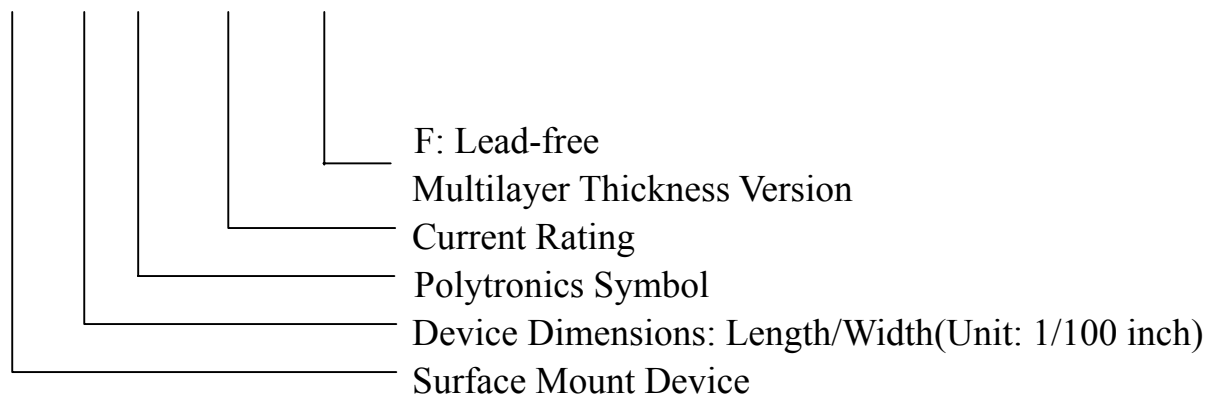 F: Lead-free
Multilayer Thickness Version
Current Rating
Polytronics Symbol
Device Dimensions: Length/Width(Unit: 1/100 inch)
Surface Mount Device